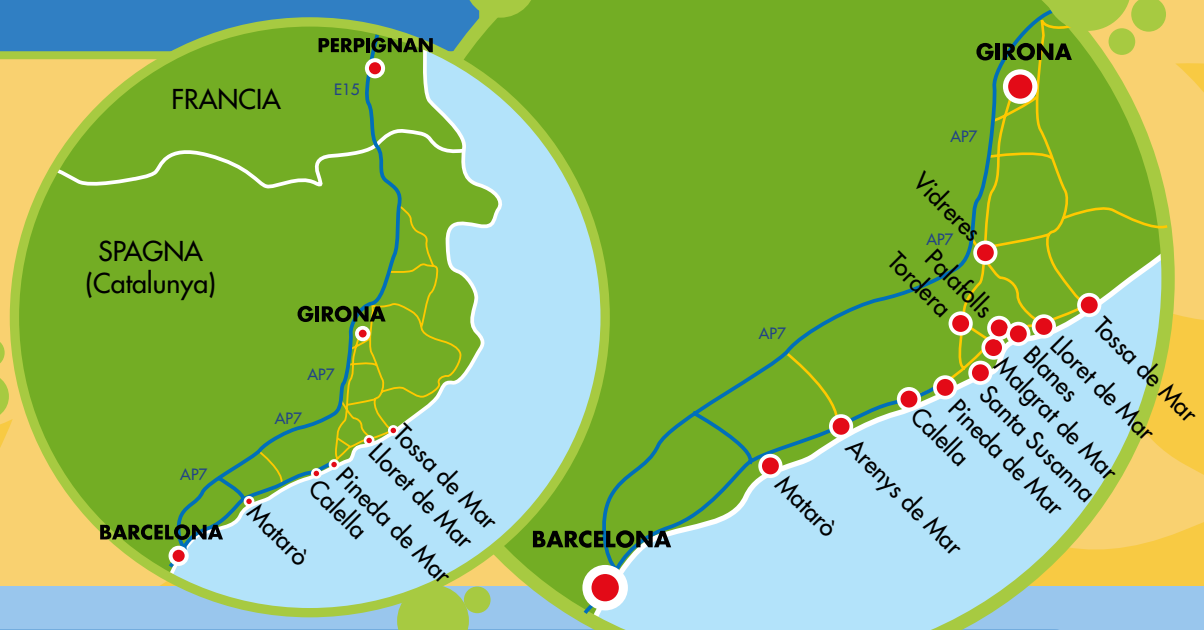 PERPIGNAN
E15
FRANCIA
SPAGNA
(Catalunya)
GIRONA
AP7
AP7
AP7
BARCELONA
Matarò
Calella
Pineda de Mar
Lloret de Mar
Tossa de Mar
GIRONA
AP7
Vidreres
AP7
Palafolls
Tordera
AP7
Tossa de Mar
Lloret de Mar
Blanes
Malgrat de Mar
Santa Susanna
Pineda de Mar
Calella
Arenys de Mar
Matarò
BARCELONA